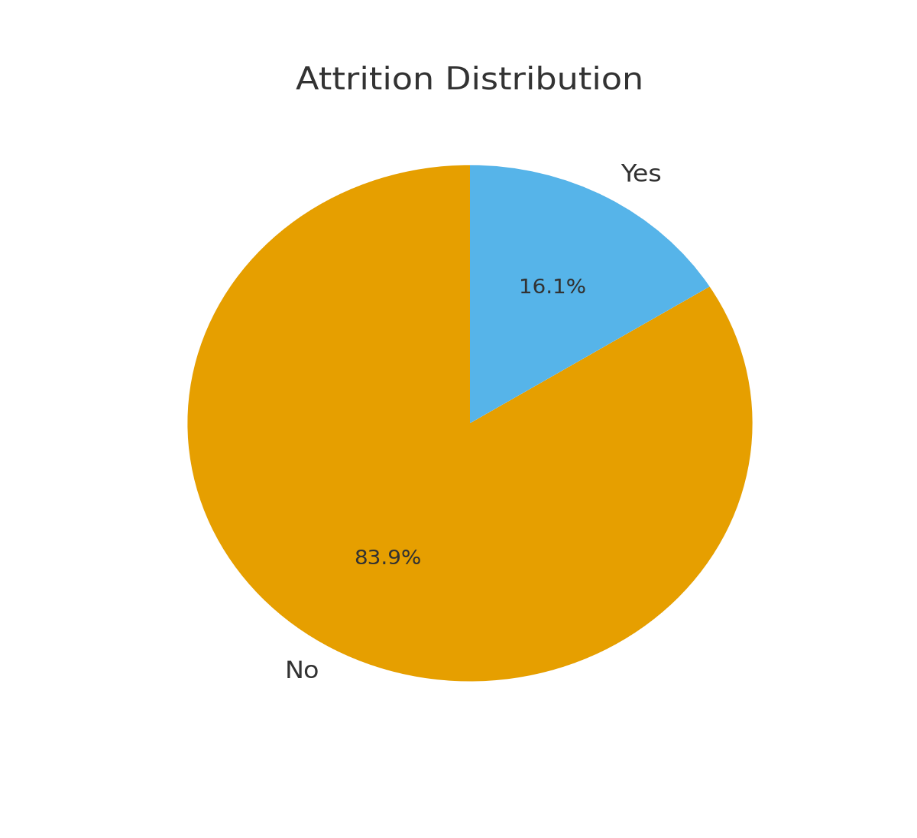 Attrition Distribution
Yes
16.1%
83.9%
No